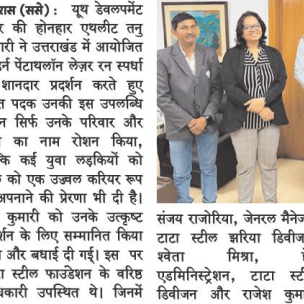 रास (ससे) : यूथ डेवलपमेंट
र की होनहार एथलीट तनु
ारी ने उत्तराखंड में आयोजित
र्न पेंटाथलॉन लेज़र रन स्पर्धा
शानदार प्रदर्शन करते हुए
त पदक उनकी इस उपलब्धि
न सिर्फ उनके परिवार और
का नाम रोशन किया,
कि कई युवा लड़कियों को
को एक उज्वल करियर रूप
अपनाने की प्रेरणा भी दी है।
कुमारी को उनके उत्कृष्ट
र्शन के लिए सम्मानित किया
और बधाई दी गई। इस पर
ा स्टील फाउंडेशन के वरिष्ठ
कारी उपस्थित थे। जिनमें
संजय राजोरिया, जेनरल मैनेज
टाटा स्टील झरिया डिवीज
श्वेता मिश्रा, हे
एडमिनिस्ट्रेशन, टाटा स्टी
डिवीजन और राजेश कुमा